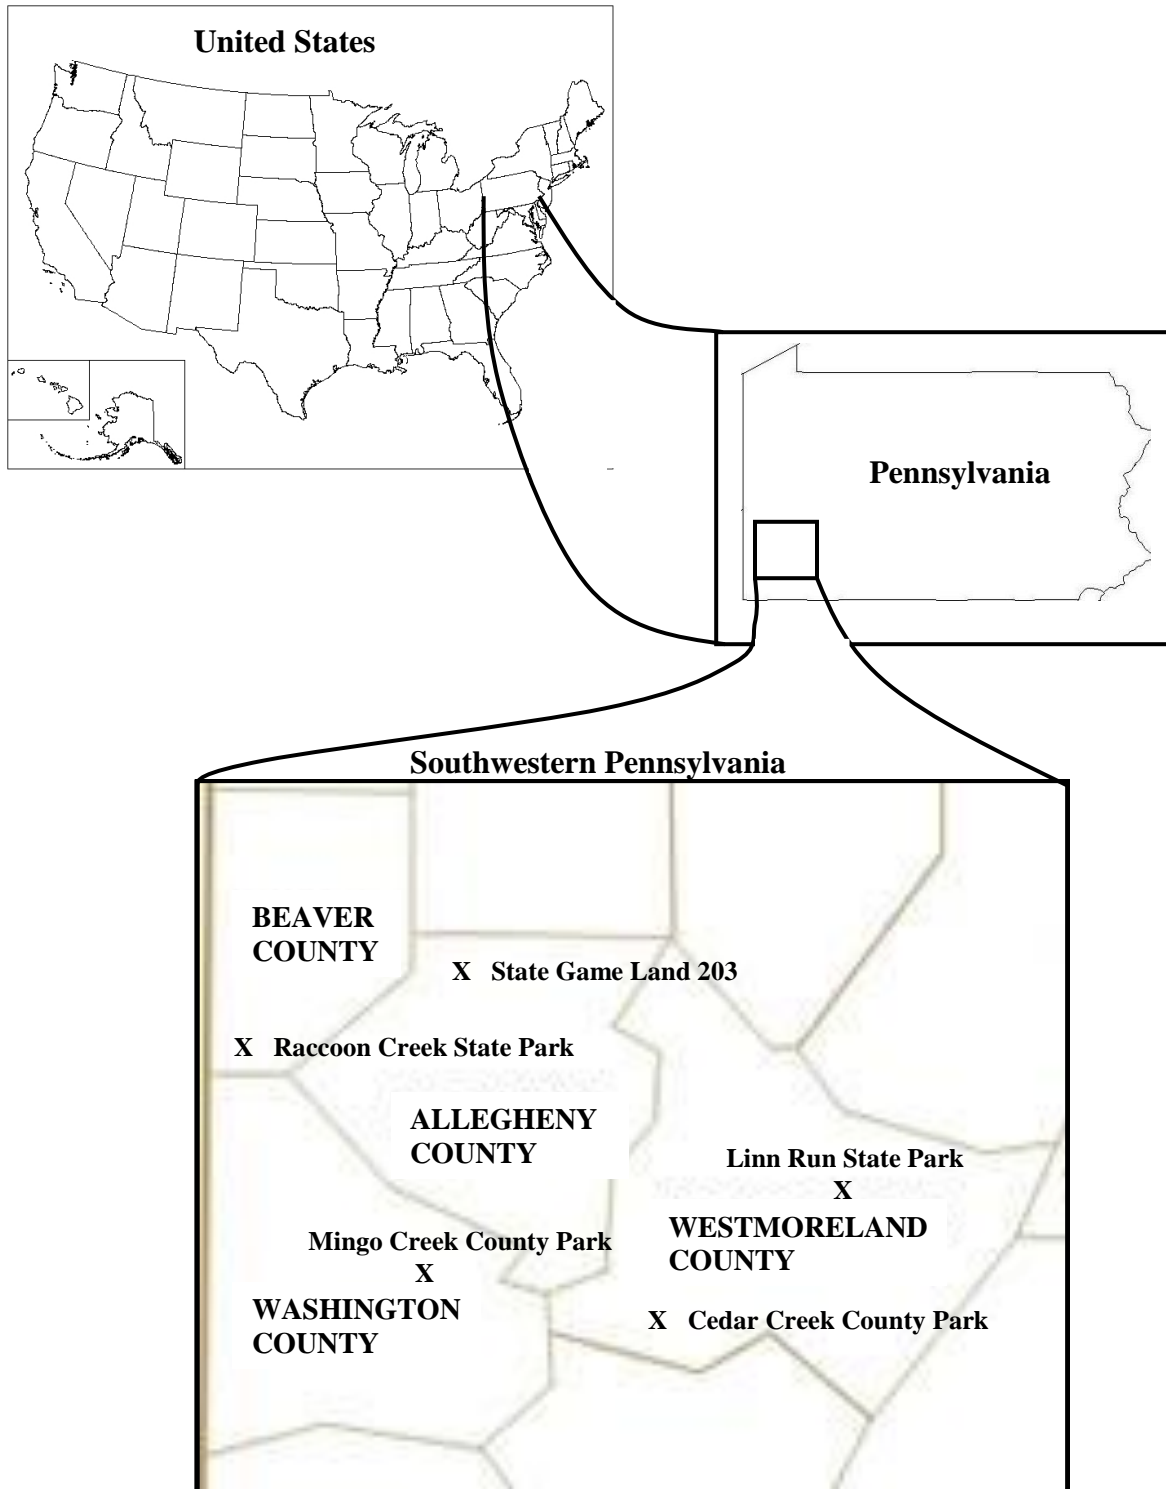 United States
Pennsylvania
Southwestern Pennsylvania
BEAVER
COUNTY
X State Game Land 203
X Raccoon Creek State Park
ALLEGHENY
COUNTY
Linn Run State Park
X
WESTMORELAND
COUNTY
Mingo Creek County Park
X
WASHINGTON
COUNTY
X Cedar Creek County Park